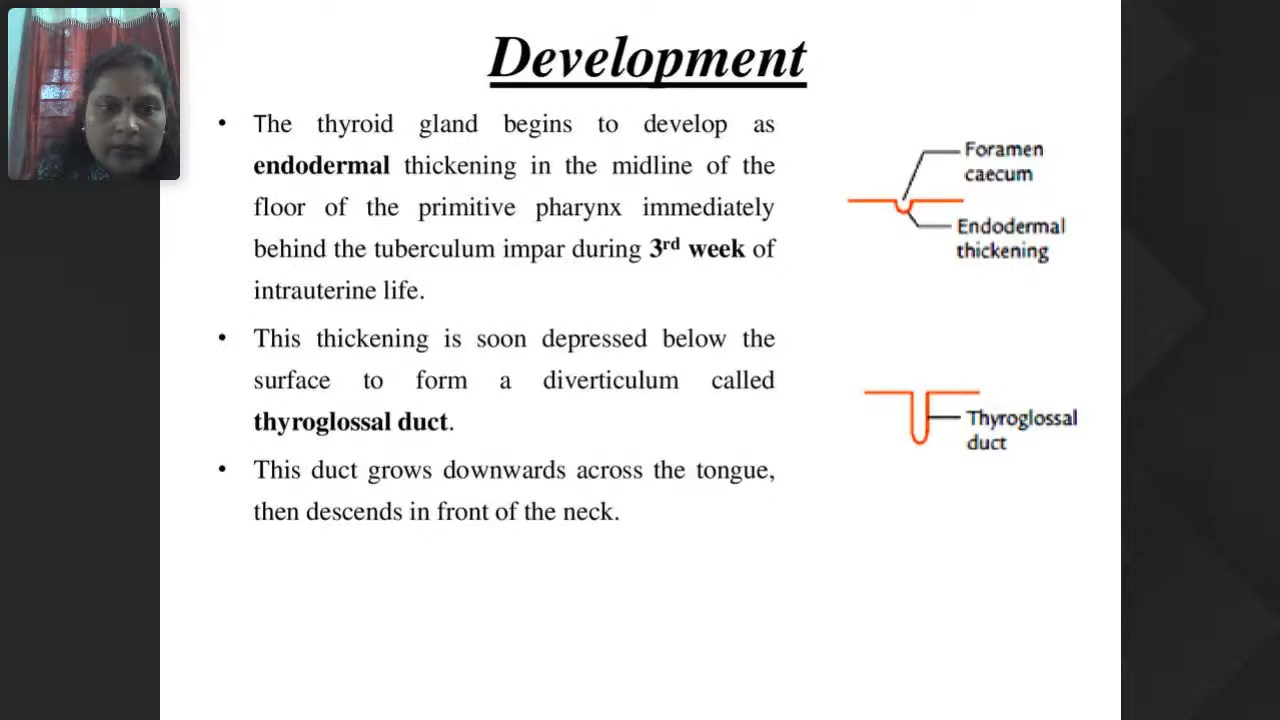 Development
• The thyroid gland begins to develop as
endodermal thickening in the midline of the
floor of the primitive pharynx immediately
behind the tuberculum impar during 3rd week of
intrauterine life.
• This thickening is soon depressed below the
surface to form a diverticulum called
thyroglossal duct.
• This duct grows downwards across the tongue,
then descends in front of the neck.
Foramen
caecum
Endodermal
thickening
Thyroglossal
duct